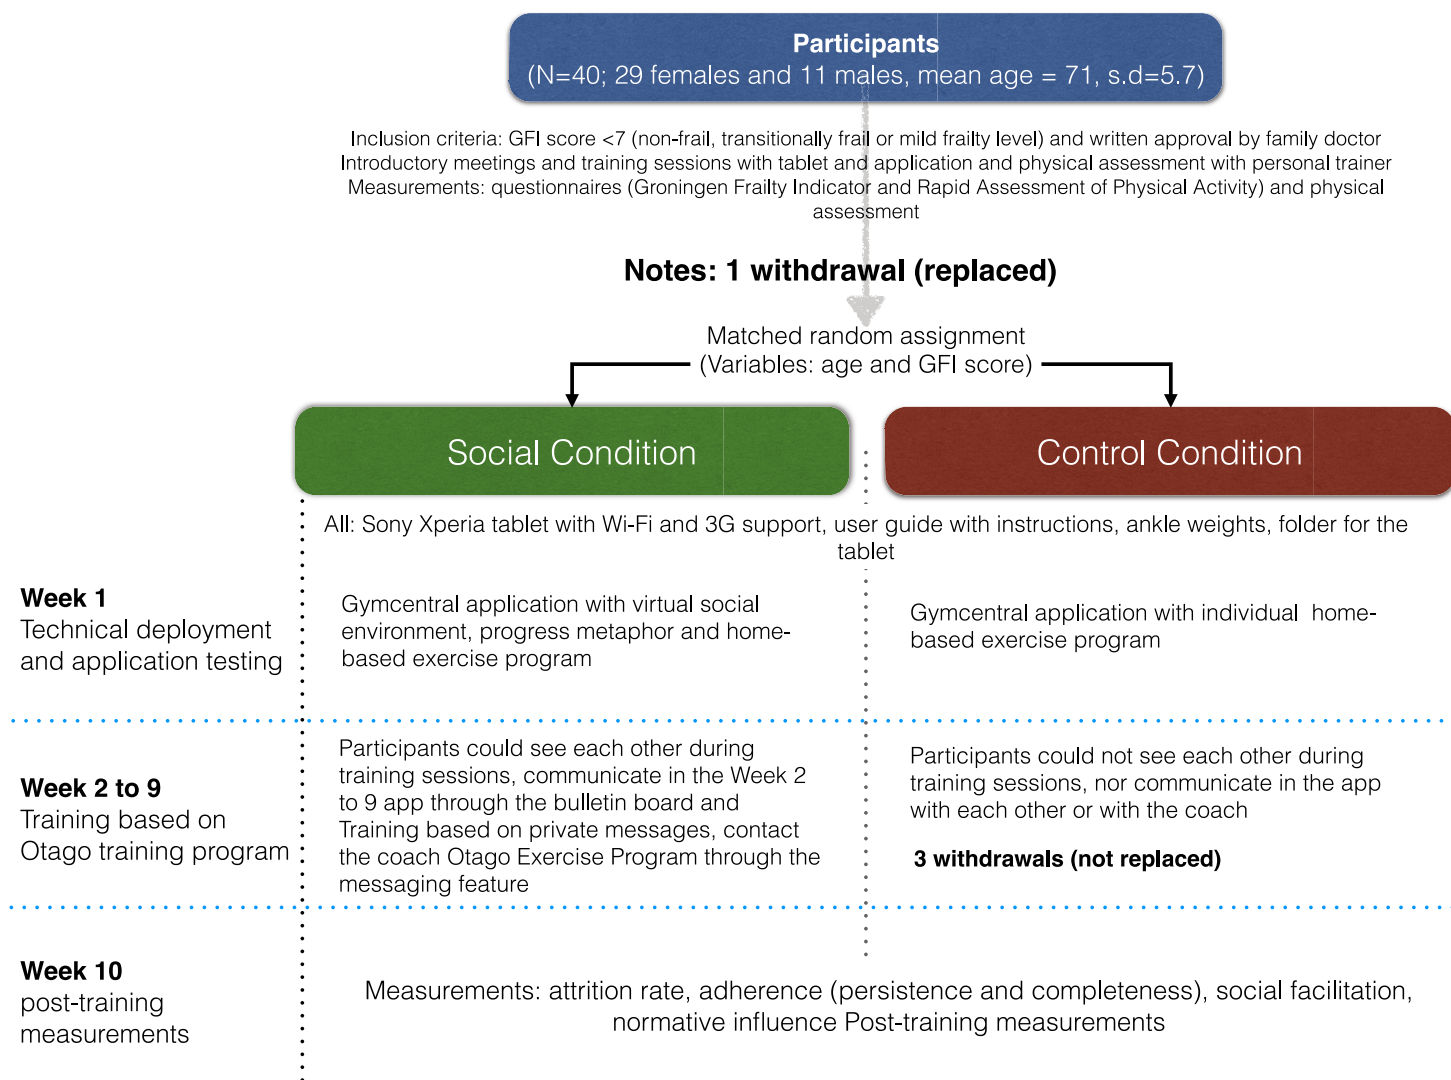 Participants
(N=40; 29 females and 11 males, mean age = 71, s.d=5.7)
Inclusion criteria: GFI score <7 (non-frail, transitionally frail or mild frailty level) and written approval by family doctor
Introductory meetings and training sessions with tablet and application and physical assessment with personal trainer
Measurements: questionnaires (Groningen Frailty Indicator and Rapid Assessment of Physical Activity) and physical
assessment
Notes: 1 withdrawal (replaced)
Matched random assignment
(Variables: age and GFI score)
Social Condition
Control Condition
All: Sony Xperia tablet with Wi-Fi and 3G support, user guide with instructions, ankle weights, folder for the
tablet
Week 1
Technical deployment
and application testing
Gymcentral application with virtual social
environment, progress metaphor and home-
based exercise program
Gymcentral application with individual home-
based exercise program
Week 2 to 9
Training based on
Otago training program
Participants could see each other during
training sessions, communicate in the Week 2
to 9 app through the bulletin board and
Training based on private messages, contact
the coach Otago Exercise Program through the
messaging feature
Participants could not see each other during
training sessions, nor communicate in the app
with each other or with the coach
3 withdrawals (not replaced)
Week 10
post-training
measurements
Measurements: attrition rate, adherence (persistence and completeness), social facilitation,
normative influence Post-training measurements